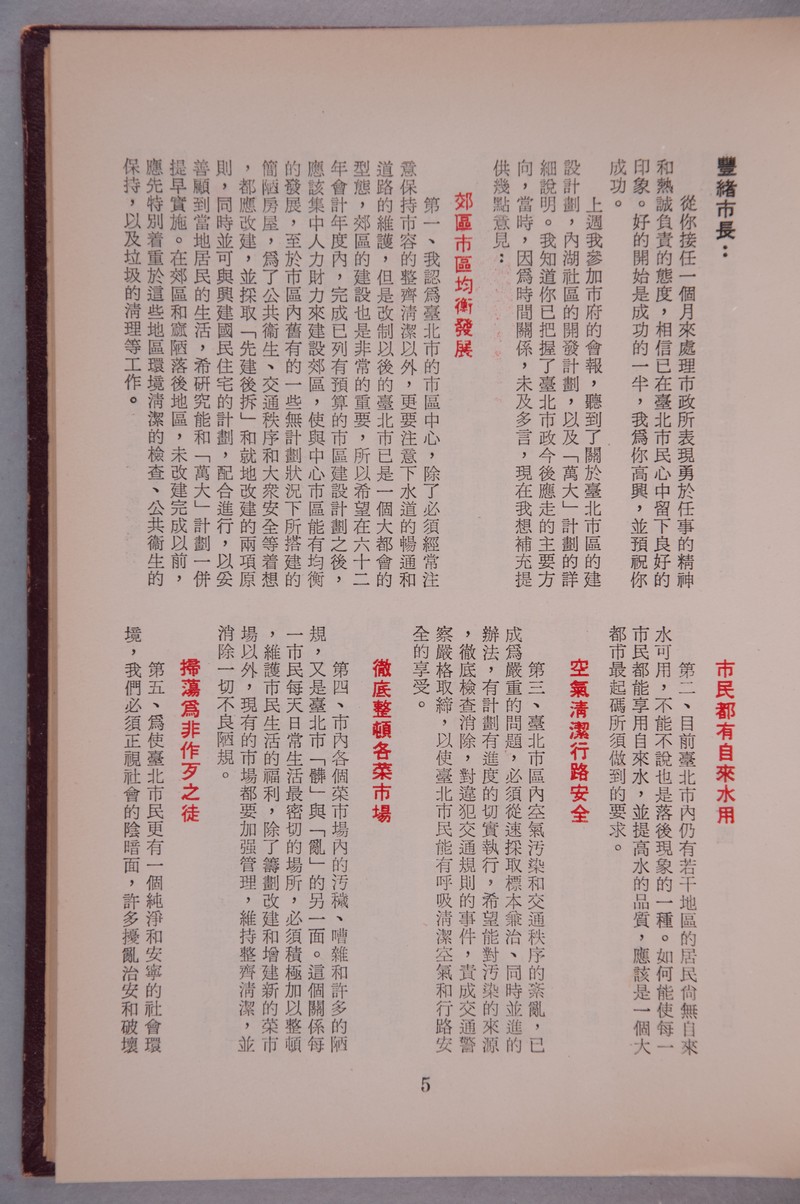 豐緒市長：
從你接任一個月來處理市政所表現勇於任事的精神
和熱誠負責的態度，相信已在臺北市民心中留下良好的
印象。好的開始是成功的一半，我爲你高興，並預祝你
成功。
上週我參加市府的會報，聽到了關於臺北市區的建
設計劃，內湖社區的開發計劃，以及「萬大」計劃的詳
細說明。我知道你已把握了臺北市政今後應走的主要方
向，當時，因爲時間關係，未及多言，現在我想補充提
供幾點意見：
郊區市區均衡發展
第一、我認爲臺北市的市區中心，除了必須經常注
意保持市容的整齊清潔以外，更要注意下水道的暢通和
道路的維護，但是改制以後的臺北市已是一個大都會的
型態，郊區的建設也是非常的重要，所以希望在六十二
年會計年度內，完成已列有預算的市區建設計劃之後，
應該集中人力財力來建設郊區，使與中心市區能有均衡
的發展，至於市區內舊有的一些無計劃狀況下所搭建的
簡陋房屋，爲了公共衞生、交通秩序和大衆安全等着想
，都應改建，並採取「先建後拆」和就地改建的兩項原
則，同時並可與興建國民住宅的計劃，配合進行，以妥
善顧到當地居民的生活，希研究能和「萬大」計劃一併
提早實施。在郊區和窳陋落後地區，未改建完成以前，
應先特別着重於這些地區環境清潔的檢查、公共衞生的
保持，以及垃圾的清理等工作。
市民都有自來水用
第二、目前臺北市內仍有若干地區的居民尙無自來
水可用，不能不說也是落後現象的一種。如何能使每一
市民都能享用自來水，並提高水的品質，應該是一個大
都市最起碼所須做到的要求。
空氣清潔行路安全
第三、臺北市區內空氣汚染和交通秩序的紊亂，已
成爲嚴重的問題，必須從速採取標本兼治、同時並進的
辦法，有計劃有進度的切實執行，希望能對汚染的來源
，徹底檢查消除，對違犯交通規則的事件，責成交通警
察嚴格取締，以使臺北市民能有呼吸清潔空氣和行路安
全的享受。
徹底整頓各菜市場
第四、市內各個菜市場內的汚穢、嘈雜和許多的陋
規，又是臺北市「髒」與「亂」的另一面。這個關係每
一市民每天日常生活最密切的場所，必須積極加以整頓
，維護市民生活的福利，除了籌劃改建和增建新的菜市
場以外，現有的市場都要加强管理，維持整齊清潔，並
消除一切不良陋規。
掃蕩爲非作歹之徒
第五、爲使臺北市民更有一個純淨和安寧的社會環
境，我們必須正視社會的陰暗面，許多擾亂治安和破壞
5